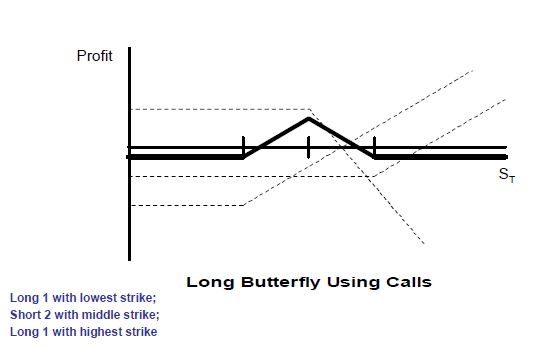 Profit
S_T
Long Butterfly Using Calls
Long 1 with lowest strike;
Short 2 with middle strike;
Long 1 with highest strike